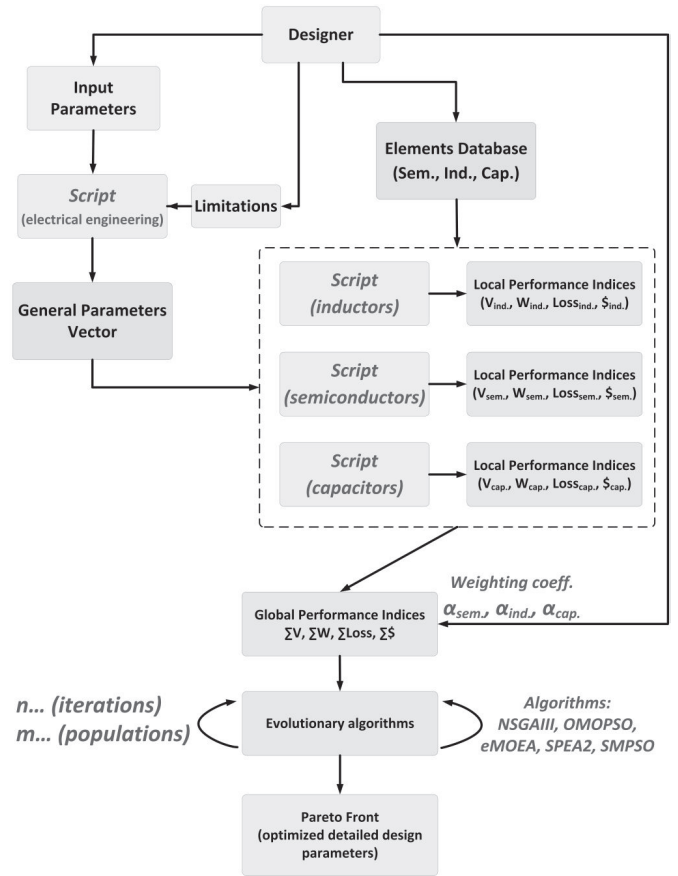 Designer
Input
Parameters
Elements Database
(Sem., Ind., Cap.)
Script
(electrical engineering)
Limitations
General Parameters
Vector
Script
(inductors)
Local Performance Indices
(Vind., Wind., Lossind., $ind.)
Script
(semiconductors)
Local Performance Indices
(Vsem., Wsem., Losssem., $sem.)
Script
(capacitors)
Local Performance Indices
(Vcap., Wcap., Losscap., $cap.)
Weighting coeff.
αsem., αind., αcap.
Global Performance Indices
∑V, ∑W, ∑Loss, ∑$
n... (iterations)
m... (populations)
Evolutionary algorithms
Algorithms:
NSGAIII, OMOPSO,
eMOEA, SPEA2, SMPSO
Pareto Front
(optimized detailed design
parameters)